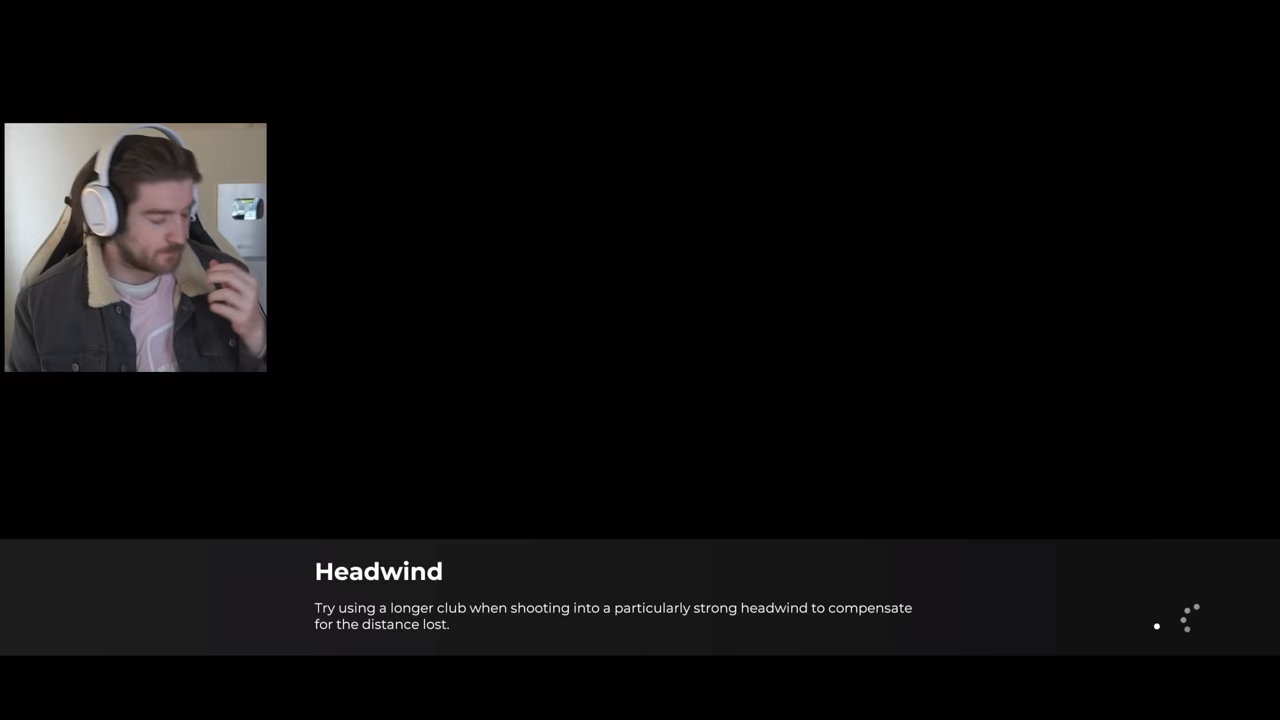 Headwind
Try using a longer club when shooting into a particularly strong headwind to compensate
for the distance lost.